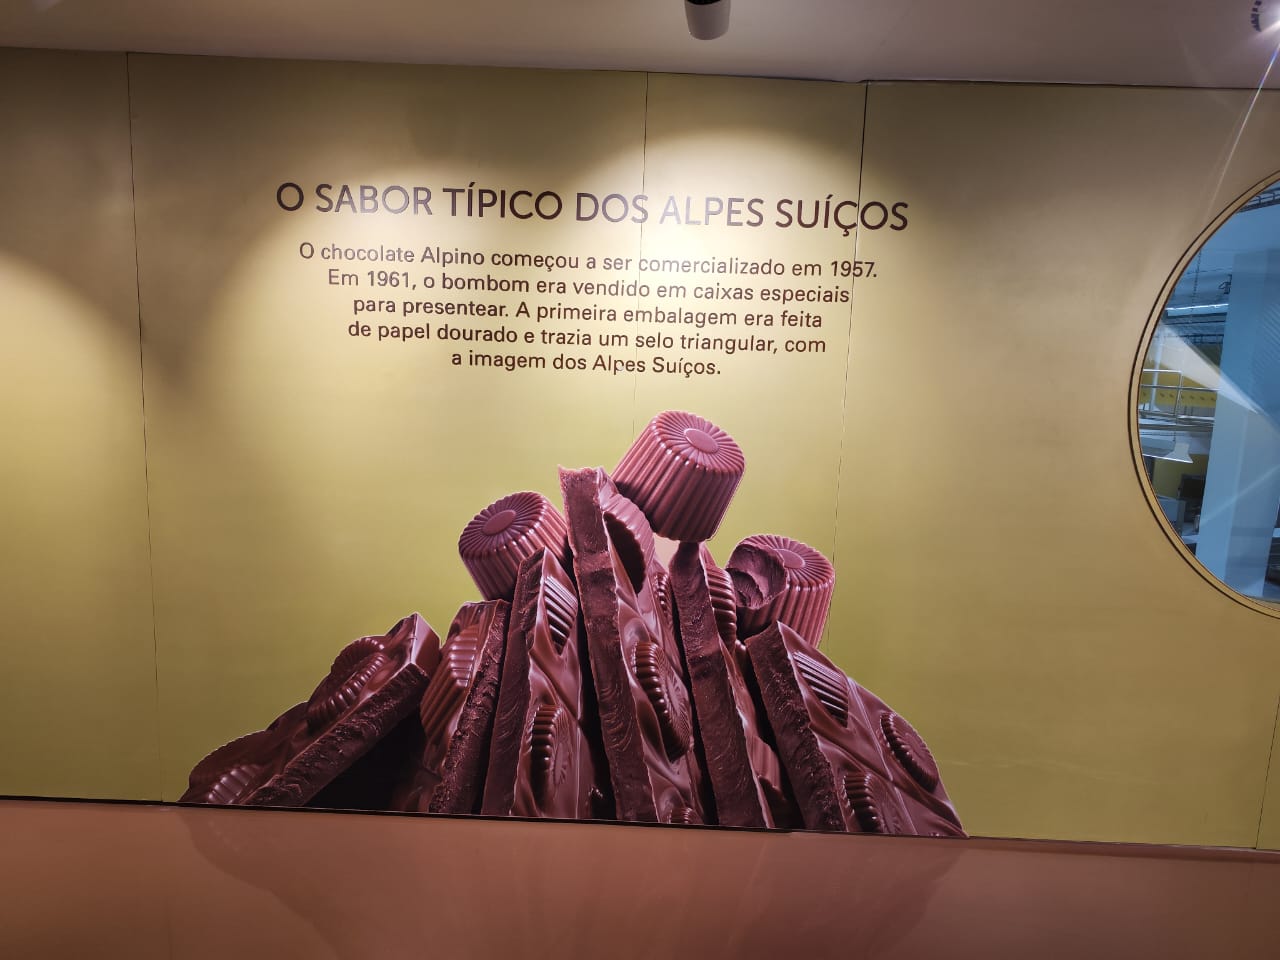 O SABOR TÍPICO DOS ALPES SUÍÇOS
O chocolate Alpino começou a ser comercializado em 1957.
Em 1961, o bombom era vendido em caixas especiais
para presentear. A primeira embalagem era feita
de papel dourado e trazia um selo triangular, com
a imagem dos Alpes Suíços.